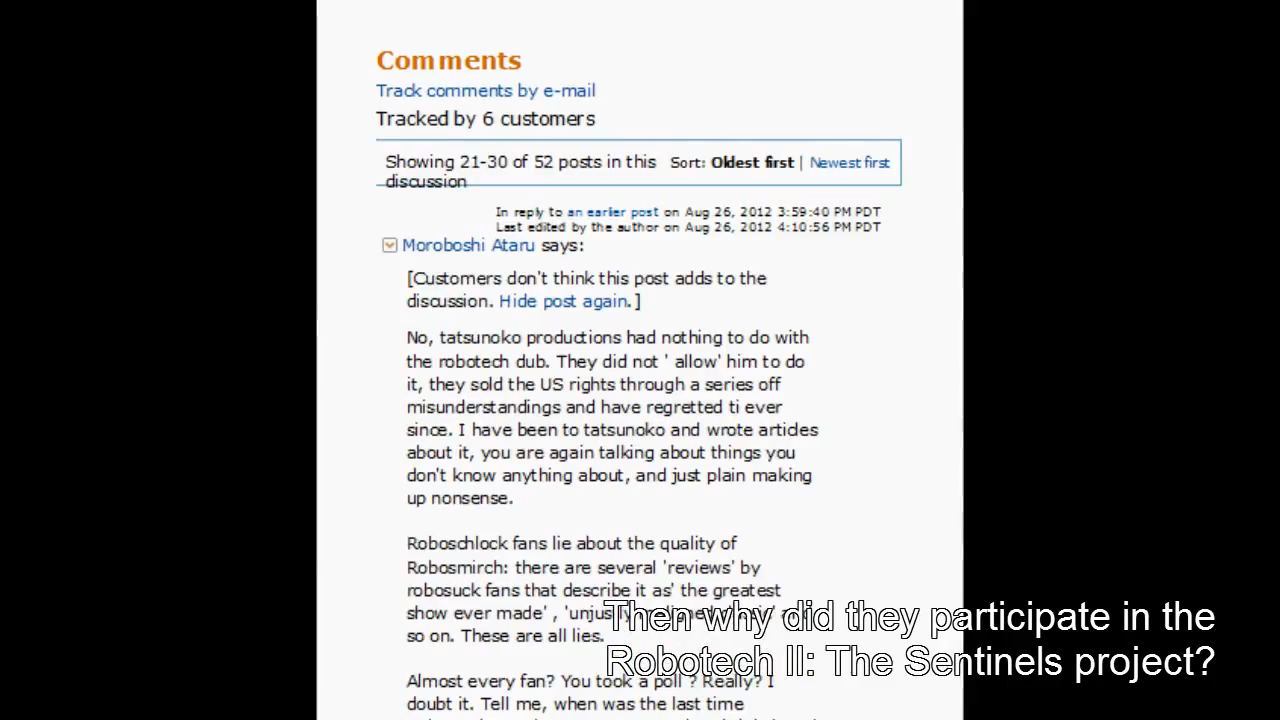 Comments
Track comments by e-mail
Tracked by 6 customers
Showing 21-30 of 52 posts in this
discussion
Sort: Oldest first | Newest first
In reply to an earlier post on Aug 26, 2012 3:59:40 PM PDT
Last edited by the author on Aug 26, 2012 4:10:56 PM PDT
Moroboshi Ataru says:
[Customers don't think this post adds to the
discussion. Hide post again.]
No, tatsunoko productions had nothing to do with
the robotech dub. They did not ' allow' him to do
it, they sold the US rights through a series off
misunderstandings and have regretted ti ever
since. I have been to tatsunoko and wrote articles
about it, you are again talking about things you
don't know anything about, and just plain making
up nonsense.
Roboschlock fans lie about the quality of
Robosmirch: there are several 'reviews' by
robosuck fans that describe it as' the greatest
show ever made' ,
so on. These are all lies.
Almost every fan? You took a poll ? Really? I
doubt it. Tell me, when was the last time
Then why did they participate in the
Robotech II: The Sentinels project?